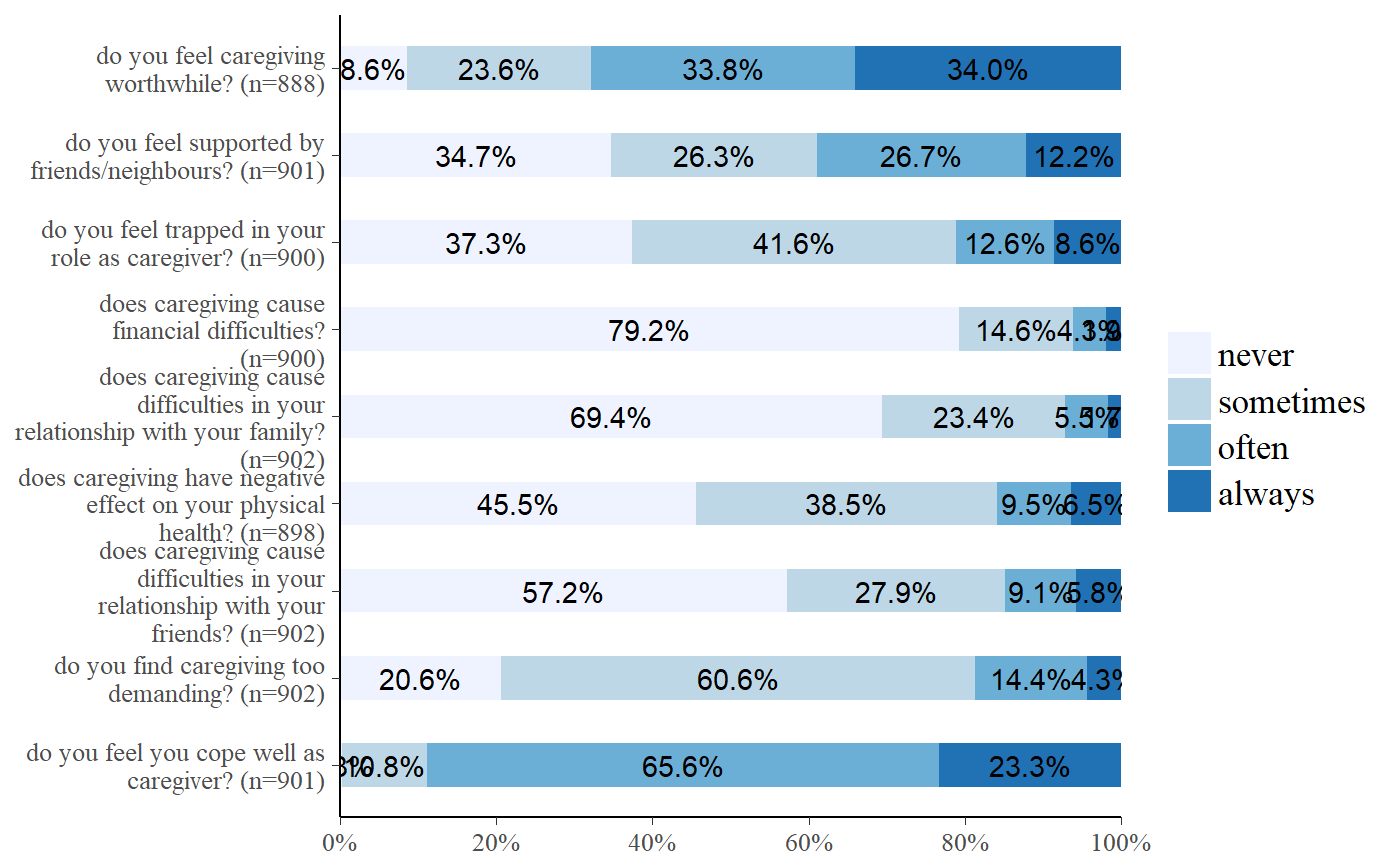 do you feel caregiving
worthwhile? (n=888)
8.6% 23.6% 33.8% 34.0%
do you feel supported by
friends/neighbours? (n=901)
34.7% 26.3% 26.7% 12.2%
do you feel trapped in your
role as caregiver? (n=900)
37.3% 41.6% 12.6% 8.6%
does caregiving cause
financial difficulties?
(n=900)
79.2% 14.6% 4.3%
does caregiving cause
difficulties in your
relationship with your family?
(n=902)
69.4% 23.4% 5.5%
does caregiving have negative
effect on your physical
health? (n=898)
45.5% 38.5% 9.5% 6.5%
does caregiving cause
difficulties in your
relationship with your
friends? (n=902)
57.2% 27.9% 9.1% 5.8%
do you find caregiving too
demanding? (n=902)
20.6% 60.6% 14.4% 4.3%
do you feel you cope well as
caregiver? (n=901)
10.8% 65.6% 23.3%
0% 20% 40% 60% 80% 100%
never
sometimes
often
always